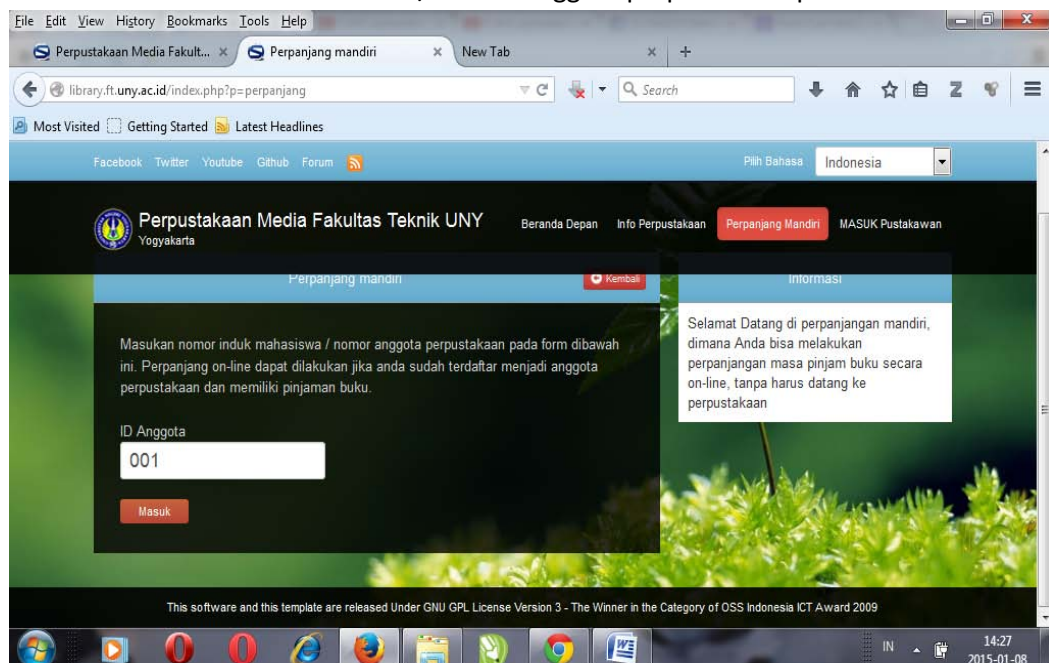 File Edit View History Bookmarks Tools Help
Perpustakaan Media Fakult... × Perpanjang mandiri × New Tab × +
library.ft.uny.ac.id/index.php?p=perpanjang Search
Most Visited Getting Started Latest Headlines
Facebook Twitter Youtube Github Forum Pilih Bahasa Indonesia
Perpustakaan Media Fakultas Teknik UNY
Yogyakarta
Beranda Depan Info Perpustakaan Perpanjang Mandiri MASUK Pustakawan
Perpanjang mandiri Kembali
Masukan nomor induk mahasiswa / nomor anggota perpustakaan pada form dibawah
ini. Perpanjang on-line dapat dilakukan jika anda sudah terdaftar menjadi anggota
perpustakaan dan memiliki pinjaman buku.
ID Anggota
001
Masuk
Informasi
Selamat Datang di perpanjangan mandiri,
dimana Anda bisa melakukan
perpanjangan masa pinjam buku secara
on-line, tanpa harus datang ke
perpustakaan
This software and this template are released Under GNU GPL License Version 3 - The Winner in the Category of OSS Indonesia ICT Award 2009
IN 14:27
2015-01-08